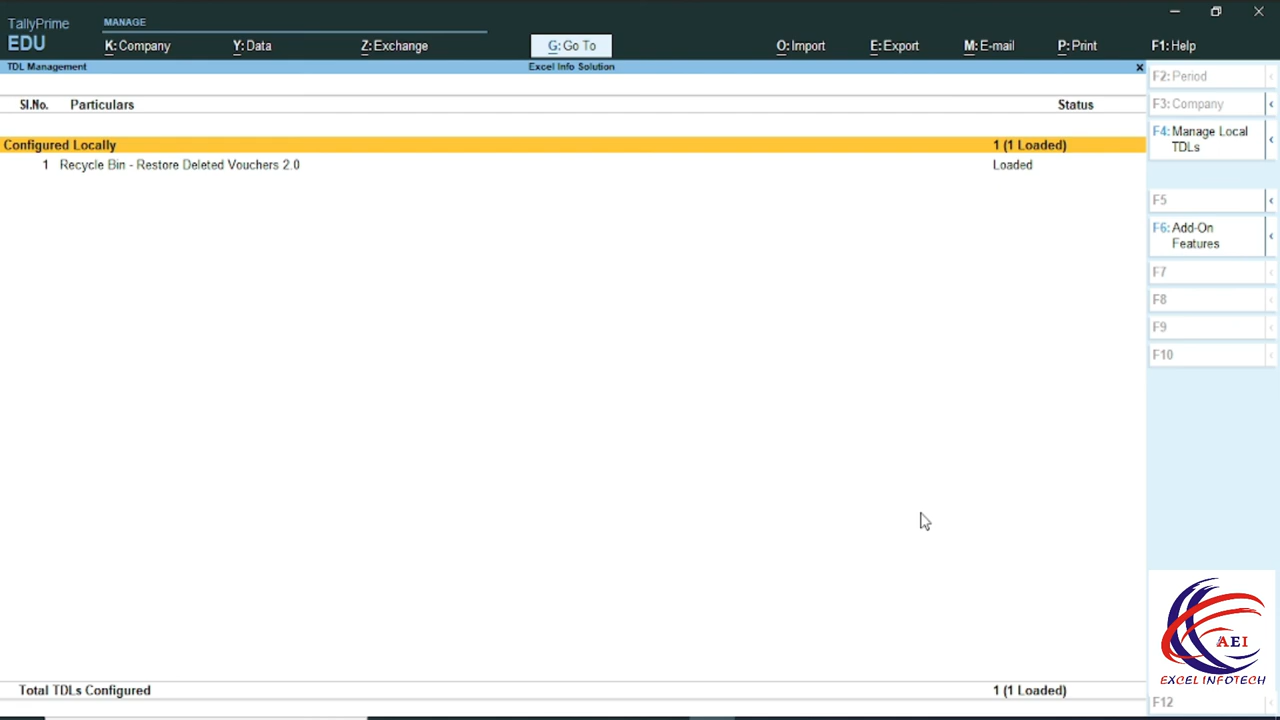 TallyPrime
EDU
MANAGE
K: Company
Y: Data
Z: Exchange
G: Go To
O: Import
E: Export
M: E-mail
P: Print
F1: Help
TDL Management
Excel Info Solution
x
F2: Period
F3: Company
F4: Manage Local
TDLs
F5
F6: Add-On
Features
F7
F8
F9
F10
F12
Sl.No. Particulars Status
Configured Locally 1 (1 Loaded)
1 Recycle Bin - Restore Deleted Vouchers 2.0 Loaded
Total TDLs Configured 1 (1 Loaded)
AEI
EXCEL INFOTECH